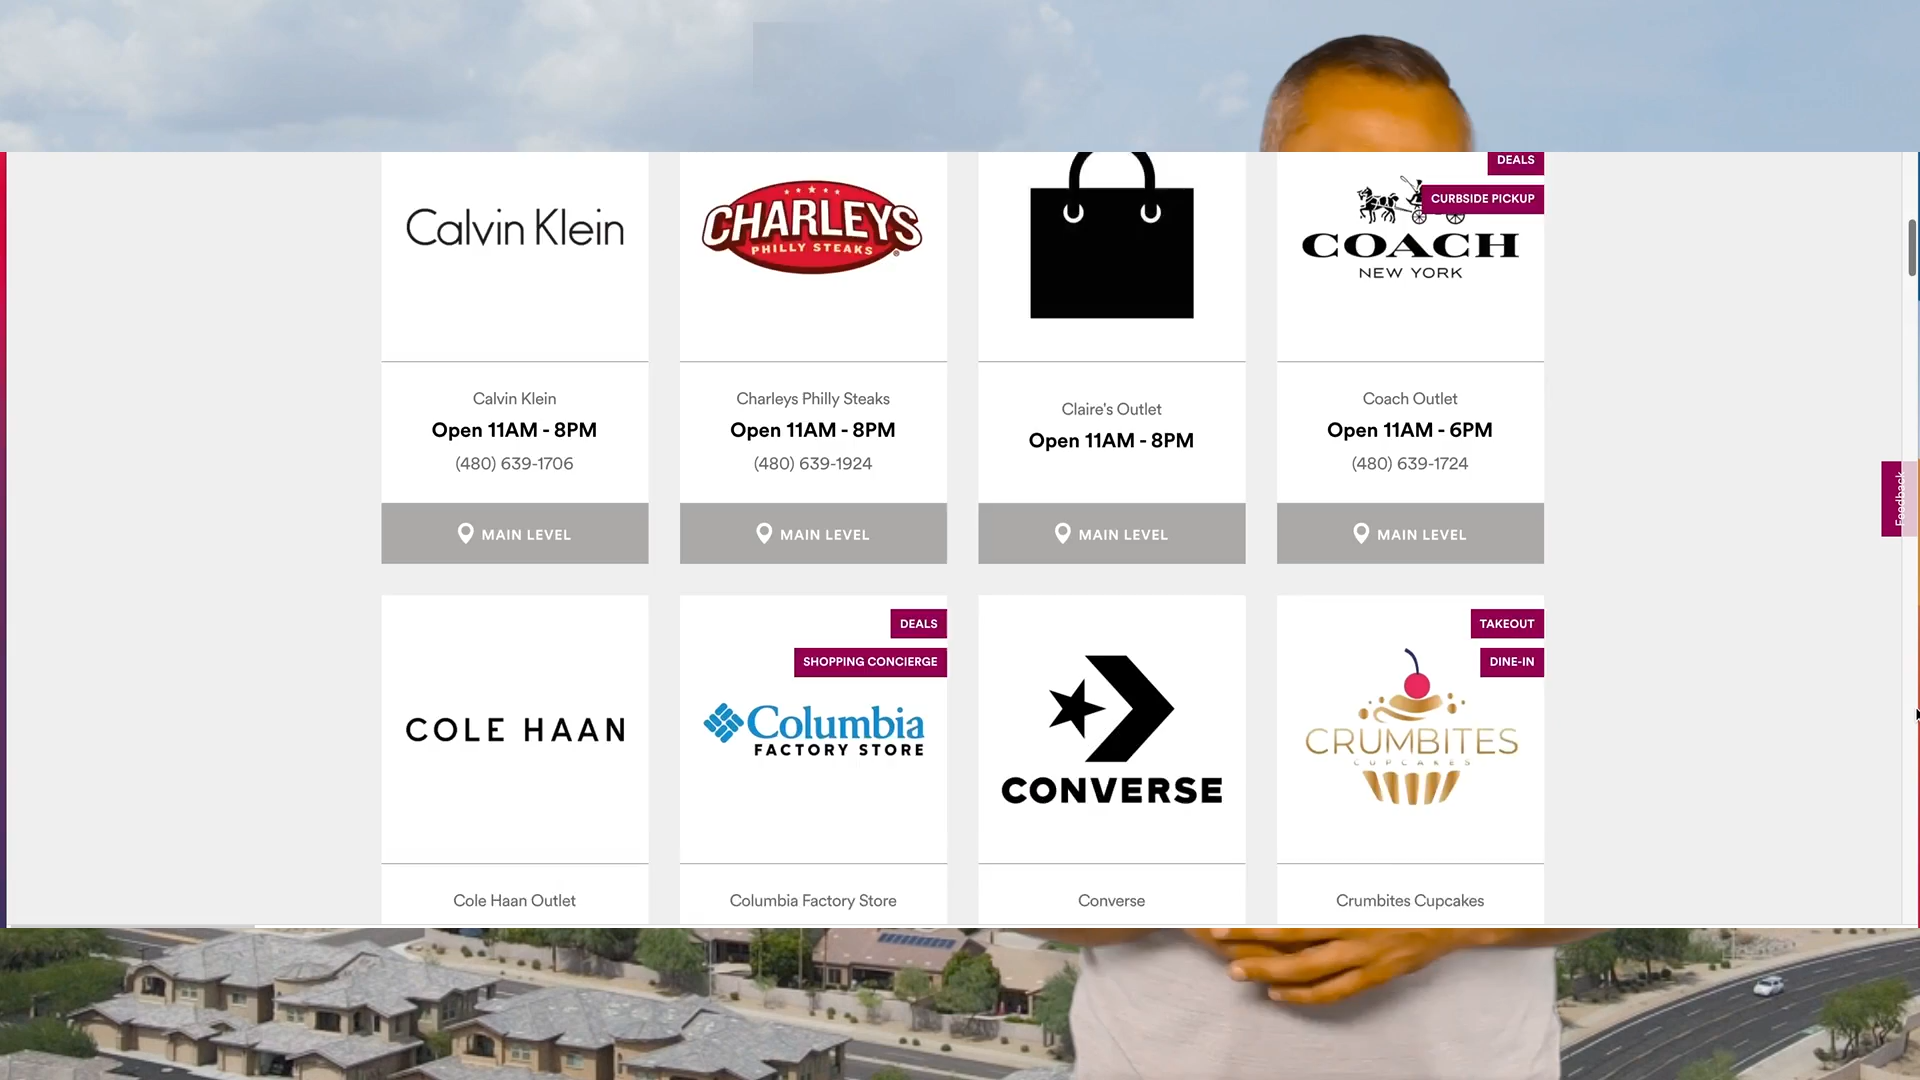 DEALS
CURBSIDE PICKUP
Calvin Klein
CHARLEYS
PHILLY STEAKS
COACH
NEW YORK
Calvin Klein
Open 11AM - 8PM
(480) 639-1706
MAIN LEVEL
Charleys Philly Steaks
Open 11AM - 8PM
(480) 639-1924
MAIN LEVEL
Claire's Outlet
Open 11AM - 8PM
MAIN LEVEL
Coach Outlet
Open 11AM - 6PM
(480) 639-1724
MAIN LEVEL
Feedback
COLE HAAN
Cole Haan Outlet
DEALS
SHOPPING CONCIERGE
Columbia
FACTORY STORE
Columbia Factory Store
CONVERSE
Converse
TAKEOUT
DINE-IN
CRUMBITES
CUPCAKES
Crumbites Cupcakes